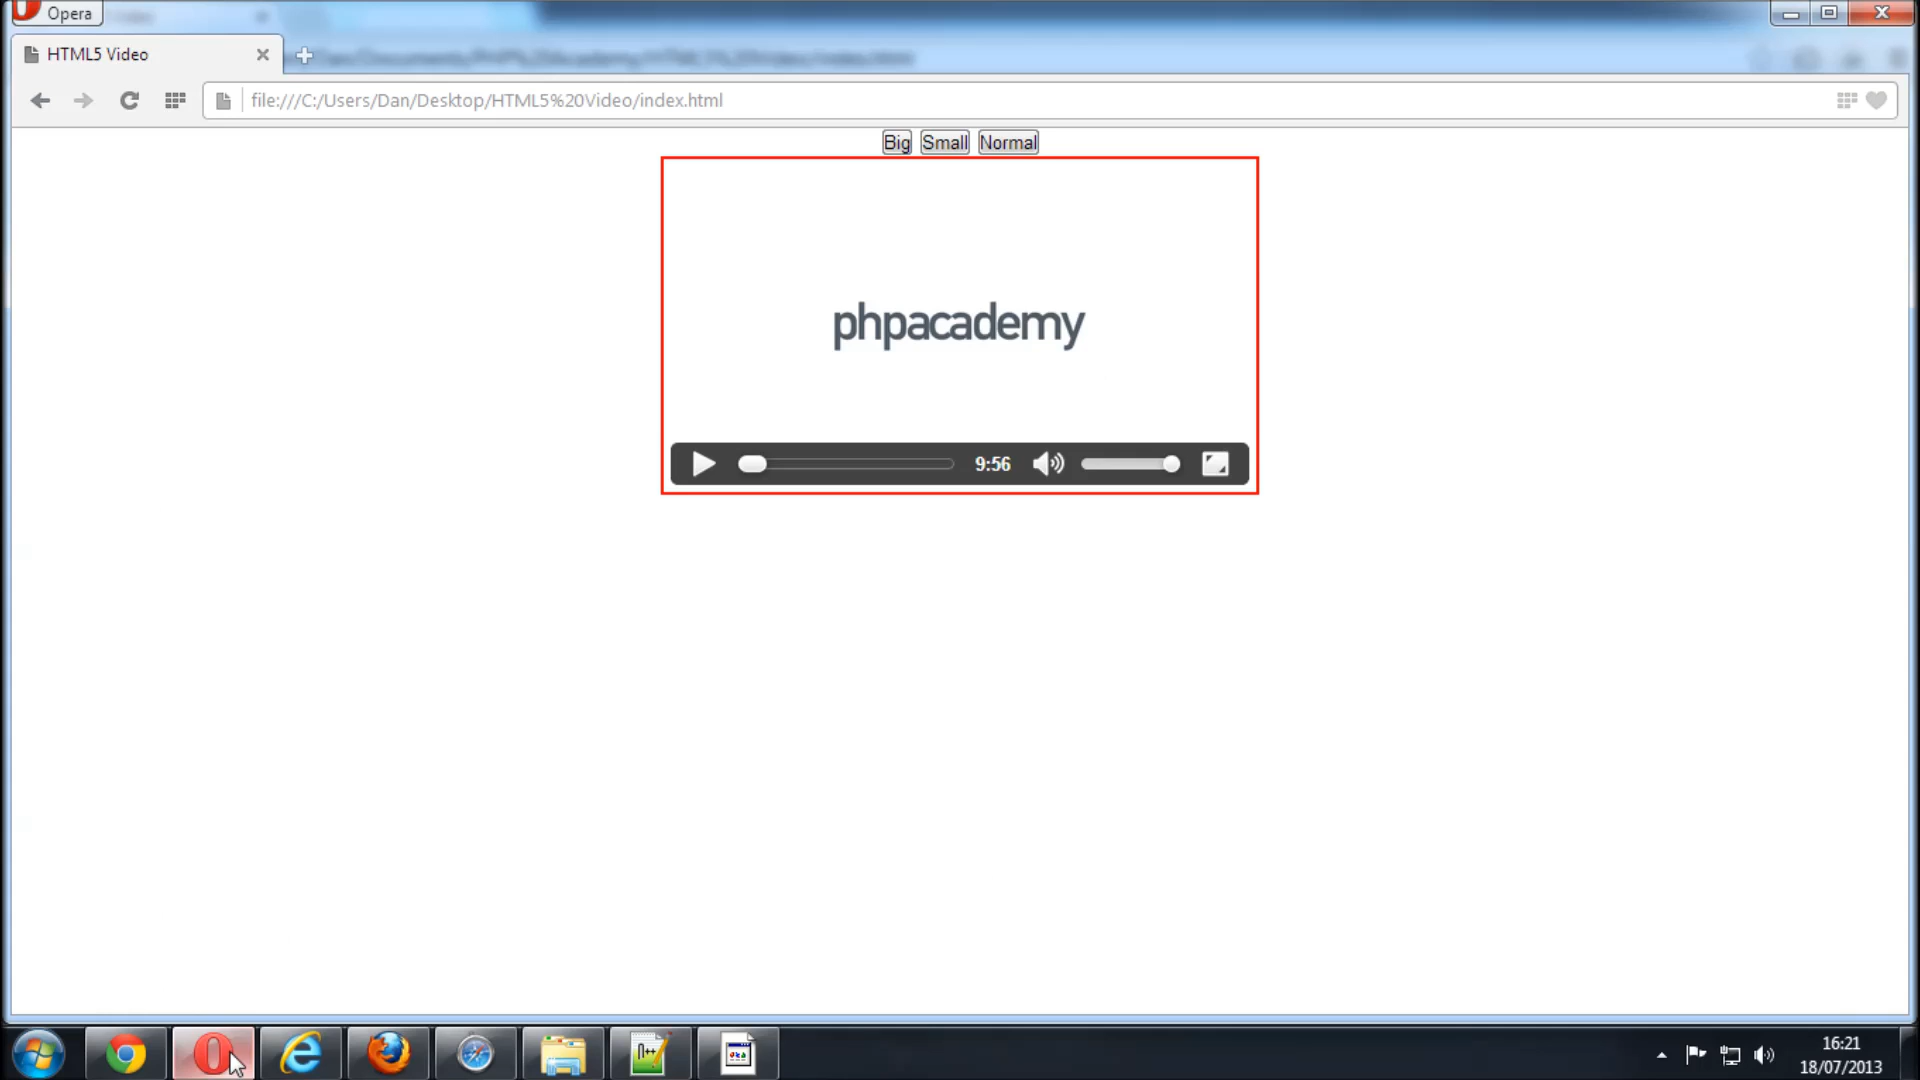 Opera
HTML5 Video
file:///C:/Users/Dan/Desktop/HTML5%20Video/index.html
Big Small Normal
phpacademy
9:56
16:21
18/07/2013